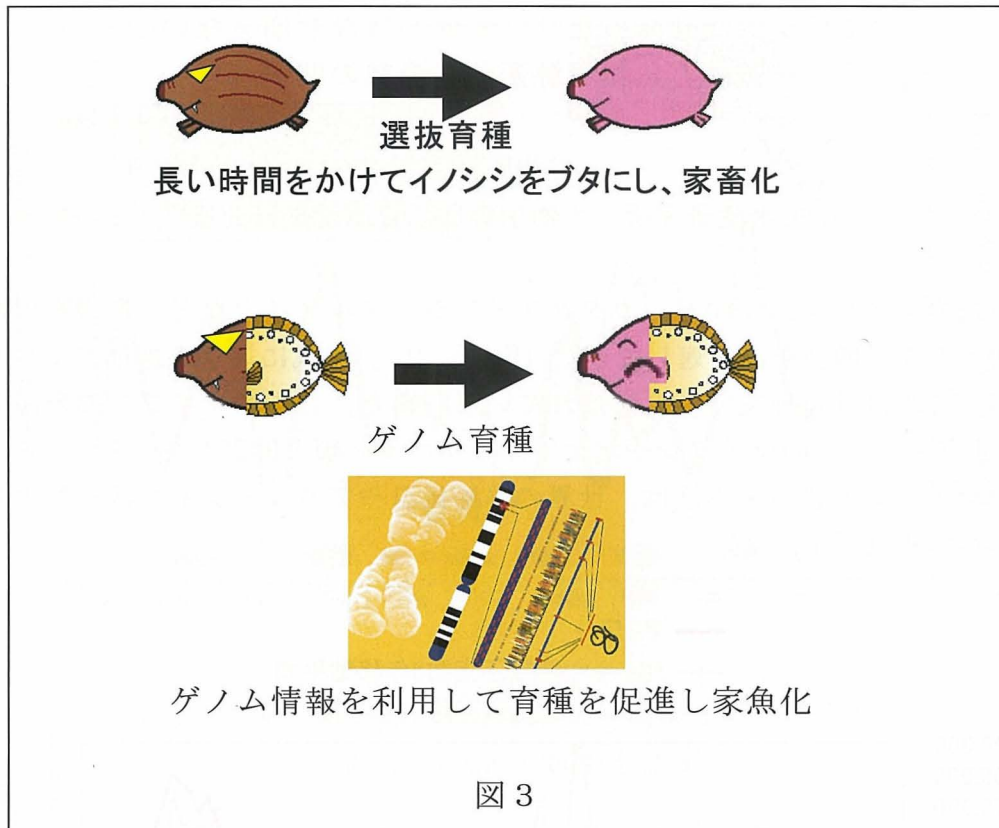 選抜育種
長い時間をかけてイノシシをブタにし、家畜化
ゲノム育種
ゲノム情報を利用して育種を促進し家魚化
図3